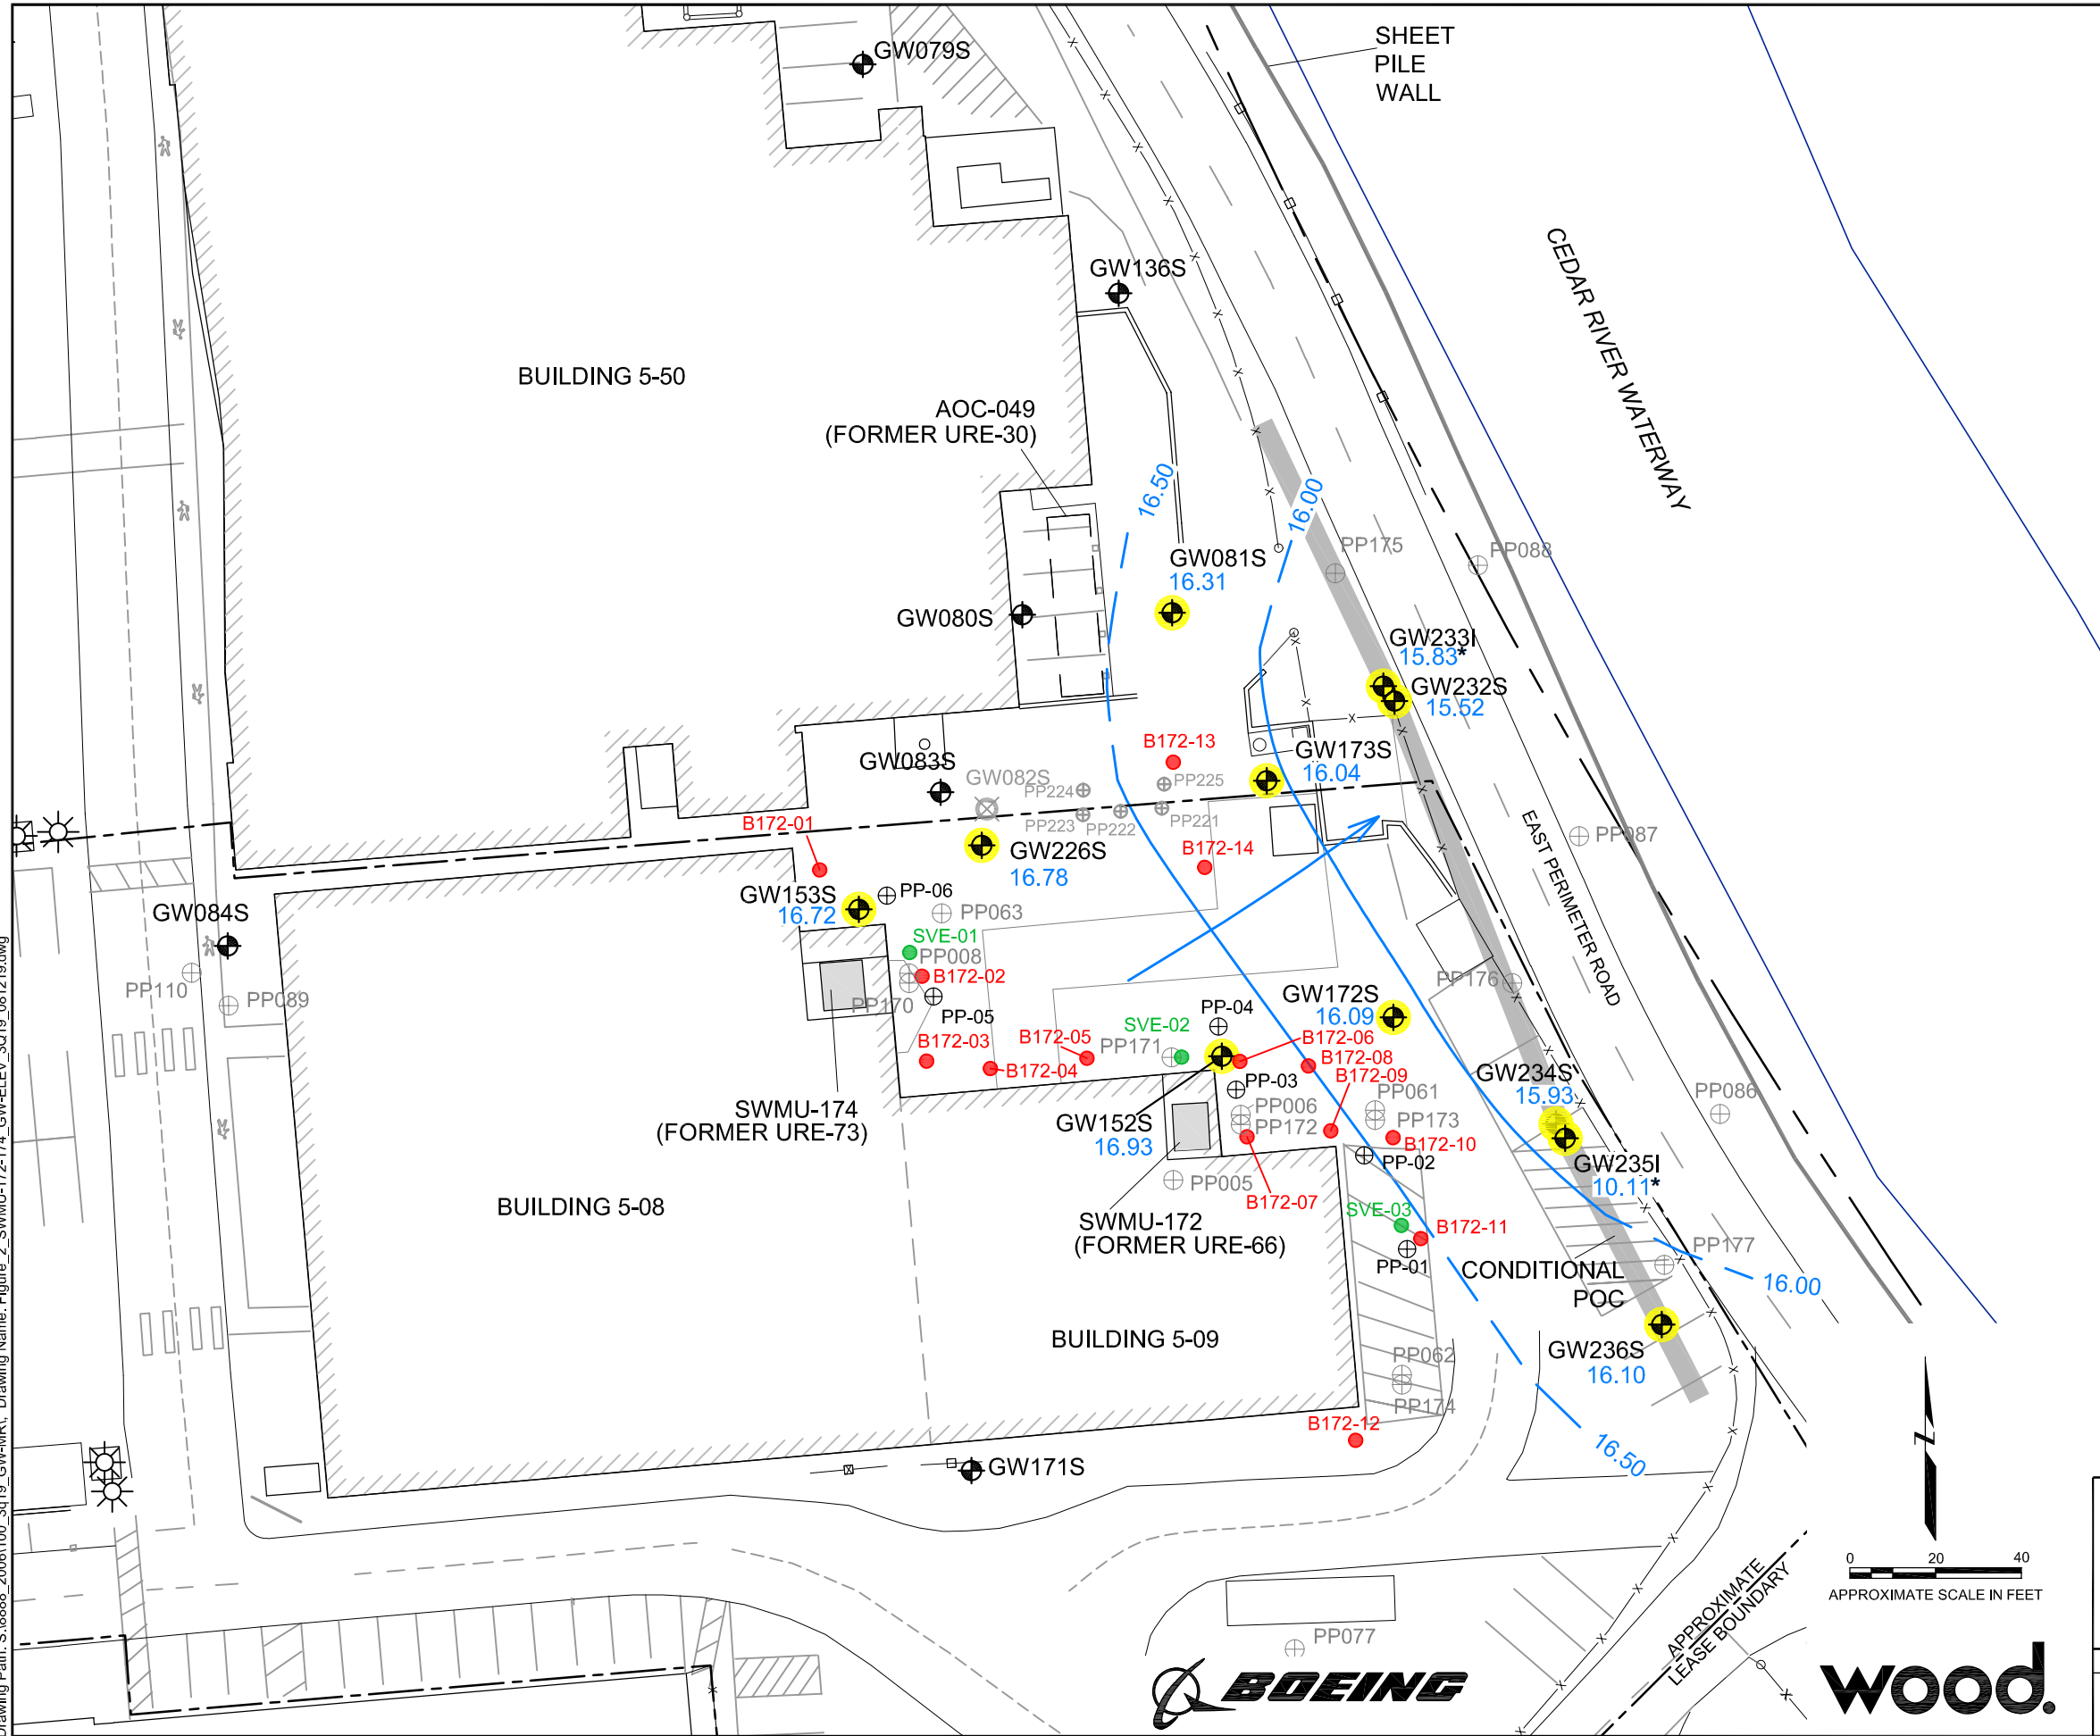 SHEET
PILE
WALL
GW079S
CEDAR RIVER WATERWAY
GW136S
BUILDING 5-50
AOC-049
(FORMER URE-30)
16.50
16.00
PP175
PP088
GW081S
16.31
GW080S
GW233I
15.83*
GW232S
15.52
B172-13
GW173S
16.04
GW083S
GW082S
PP224
PP225
PP223
PP222
PP221
B172-01
GW226S
16.78
B172-14
EAST PERIMETER ROAD
PP087
GW153S
16.72
PP-06
PP063
GW084S
SVE-01
PP008
B172-02
PP170
PP-05
PP110
PP089
PP176
GW172S
16.09
PP-04
SVE-02
B172-05
PP171
B172-03
B172-04
B172-06
B172-08
B172-09
PP-03
PP006
PP172
PP061
PP173
B172-10
GW234S
15.93
PP086
SWMU-174
(FORMER URE-73)
GW152S
16.93
PP-02
GW235I
10.11*
PP005
B172-07
BUILDING 5-08
SWMU-172
(FORMER URE-66)
SVE-03
B172-11
PP-01
CONDITIONAL
POC
PP177
16.00
BUILDING 5-09
GW236S
16.10
PP062
PP174
B172-12
16.50
GW171S
N
0 20 40
APPROXIMATE SCALE IN FEET
APPROXIMATE
LEASE BOUNDARY
PP077
BOEING
wood.